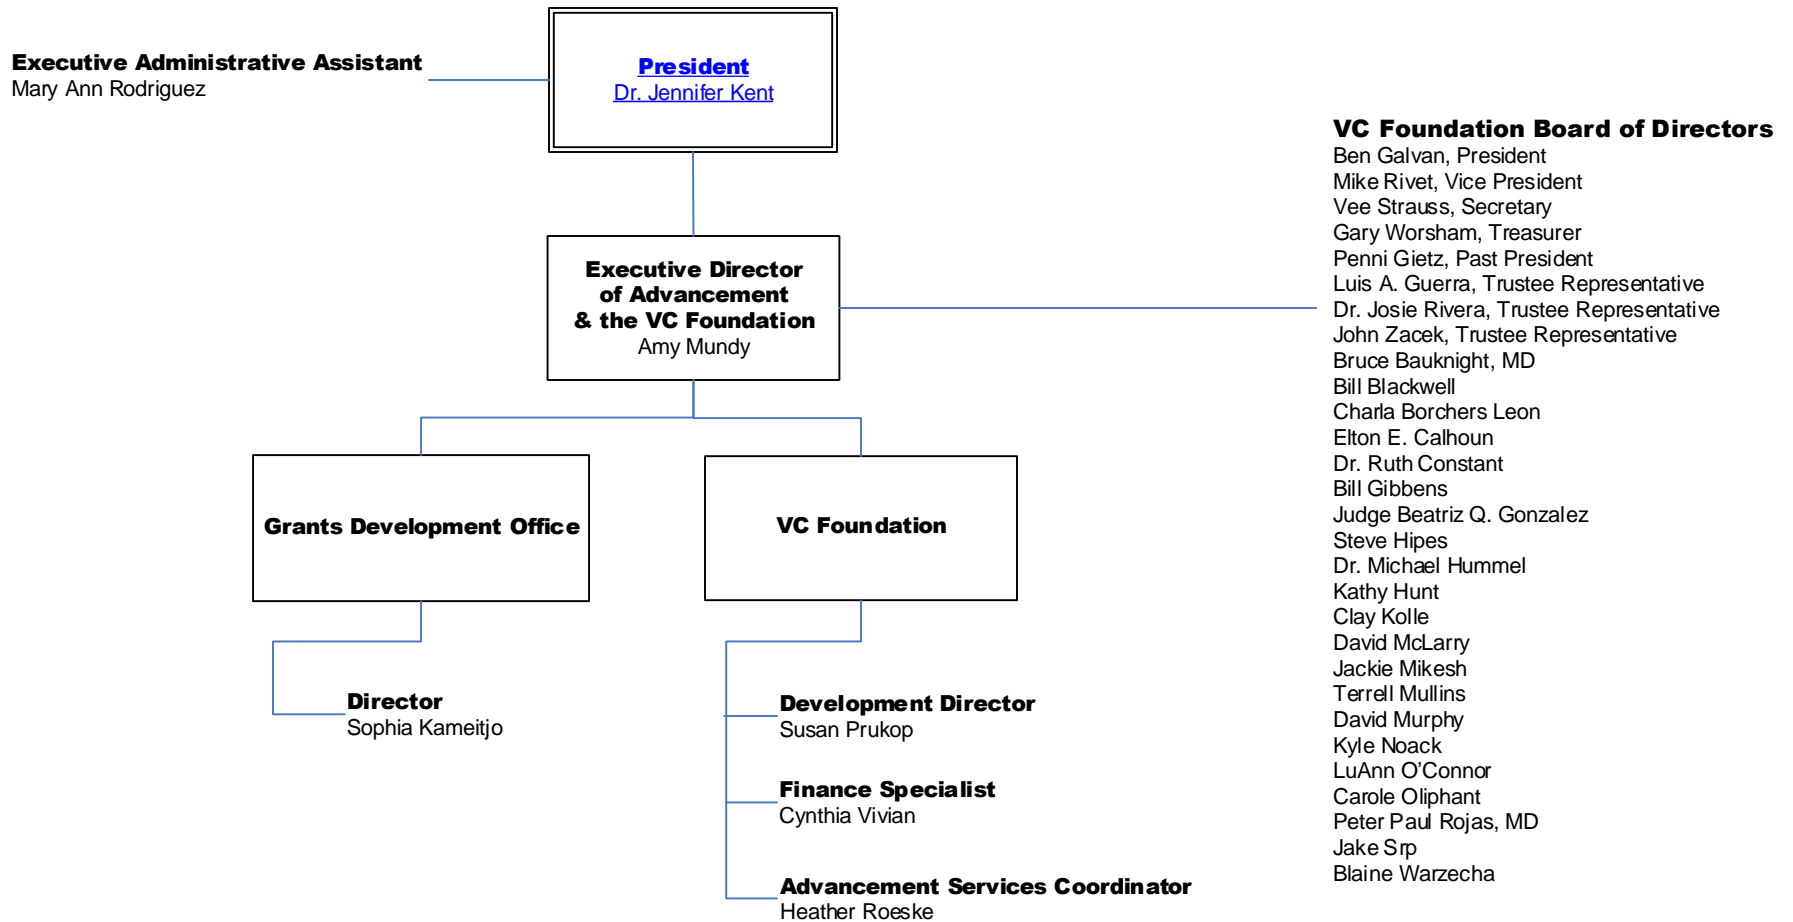 Executive Administrative Assistant
Mary Ann Rodriguez
President
Dr. Jennifer Kent
Executive Director
of Advancement
& the VC Foundation
Amy Mundy
VC Foundation Board of Directors
Ben Galvan, President
Mike Rivet, Vice President
Vee Strauss, Secretary
Gary Worsham, Treasurer
Penni Gietz, Past President
Luis A. Guerra, Trustee Representative
Dr. Josie Rivera, Trustee Representative
John Zacek, Trustee Representative
Bruce Bauknight, MD
Bill Blackwell
Charla Borchers Leon
Elton E. Calhoun
Dr. Ruth Constant
Bill Gibbens
Judge Beatriz Q. Gonzalez
Steve Hipes
Dr. Michael Hummel
Kathy Hunt
Clay Kolle
David McLarry
Jackie Mikesh
Terrell Mullins
David Murphy
Kyle Noack
LuAnn O’Connor
Carole Oliphant
Peter Paul Rojas, MD
Jake Srp
Blaine Warzecha
Grants Development Office
Director
Sophia Kameitjo
VC Foundation
Development Director
Susan Prukop
Finance Specialist
Cynthia Vivian
Advancement Services Coordinator
Heather Roeske